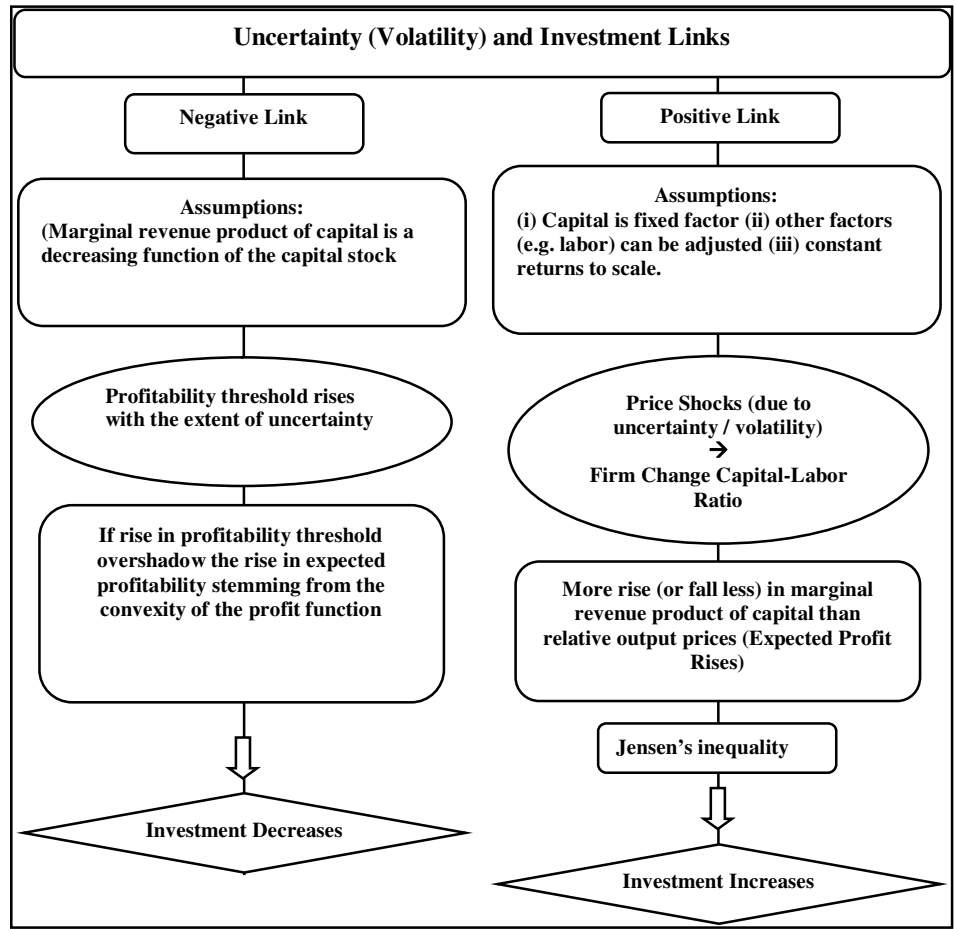 Uncertainty (Volatility) and Investment Links
Negative Link
Assumptions:
(Marginal revenue product of capital is a
decreasing function of the capital stock
Profitability threshold rises
with the extent of uncertainty
If rise in profitability threshold
overshadow the rise in expected
profitability stemming from the
convexity of the profit function
Investment Decreases
Positive Link
Assumptions:
(i) Capital is fixed factor (ii) other factors
(e.g. labor) can be adjusted (iii) constant
returns to scale.
Price Shocks (due to
uncertainty / volatility)
→
Firm Change Capital-Labor
Ratio
More rise (or fall less) in marginal
revenue product of capital than
relative output prices (Expected Profit
Rises)
Jensen’s inequality
Investment Increases